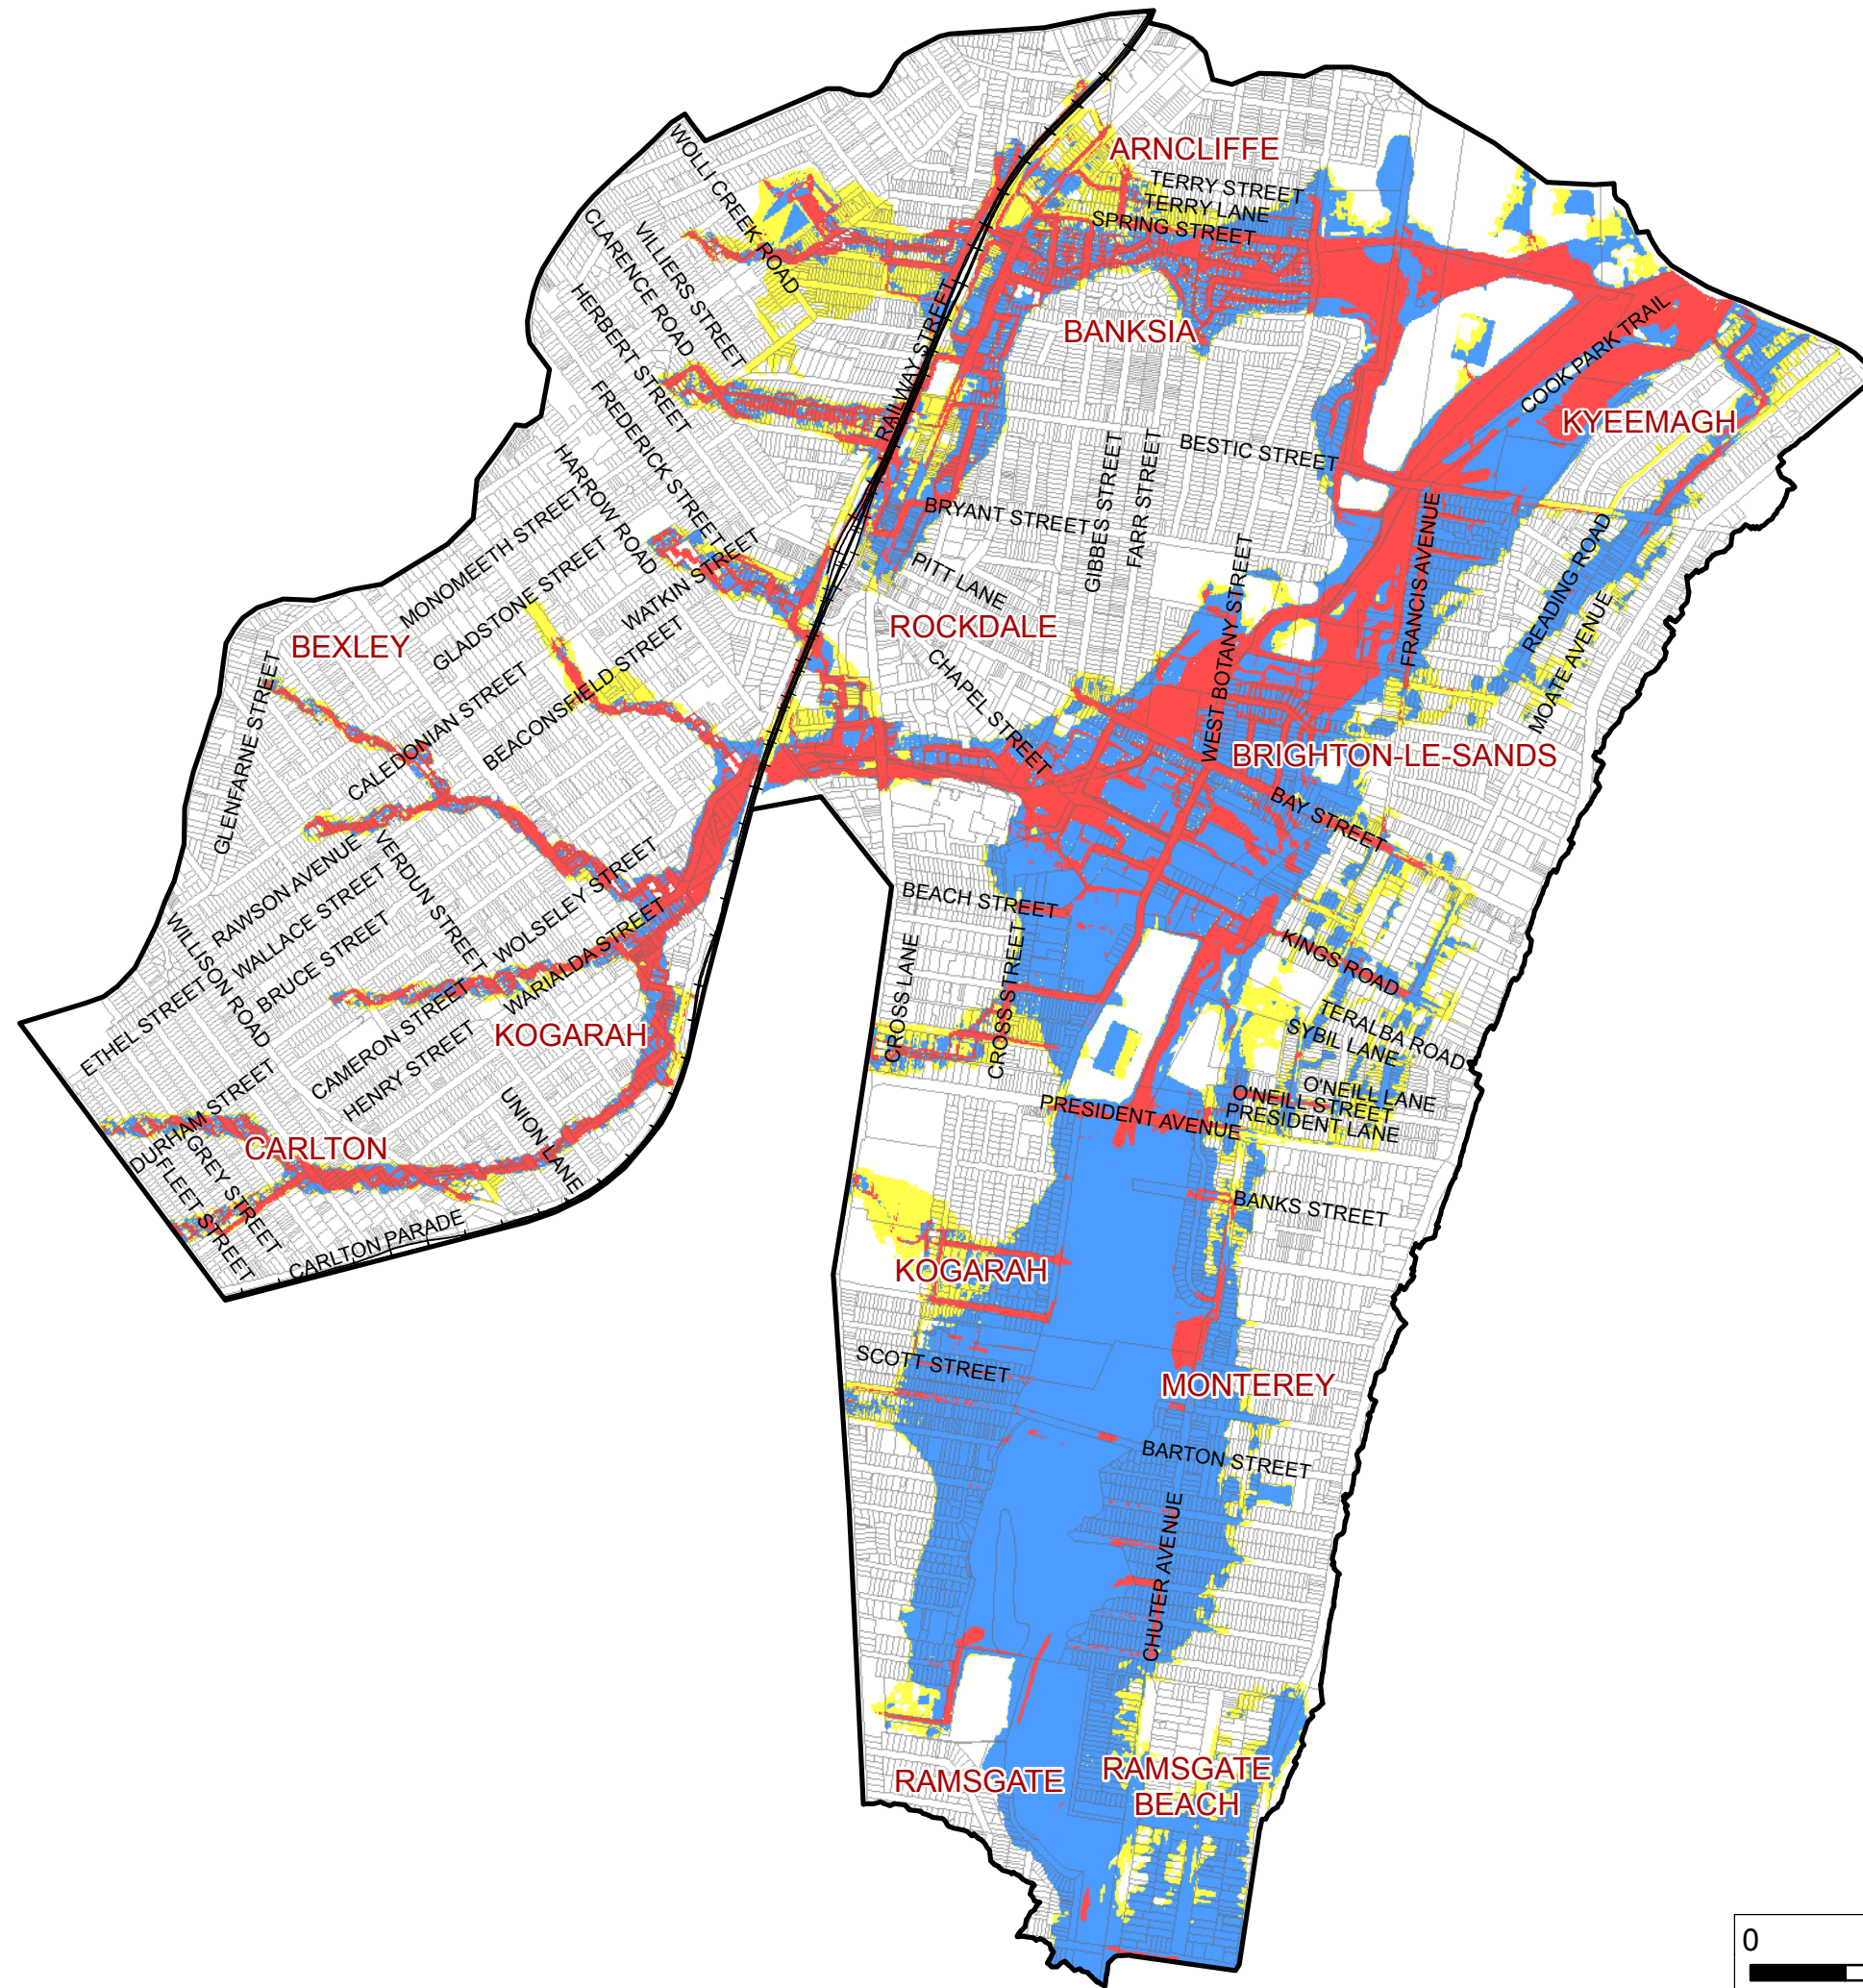 ARNCLIFFE
WOLLI CREEK ROAD
TERRY STREET
TERRY LANE
SPRING STREET
CLARENCE ROAD
VILLIERS STREET
HERBERT STREET
RAILWAY STREET
BANKSIA
COOK PARK TRAIL
KYEEMAGH
FREDERICK STREET
HARROW ROAD
BESTIC STREET
GIBBES STREET
FARR STREET
BRYANT STREET
MONOMEETH STREET
GLADSTONE STREET
WATKIN STREET
PITT LANE
FRANCIS AVENUE
READING ROAD
MOATE AVENUE
WEST BOTANY STREET
BEXLEY
ROCKDALE
CHAPEL STREET
GLENFARNE STREET
CALEDONIAN STREET
BEACONSFIELD STREET
BRIGHTON-LE-SANDS
BAY STREET
RAWSON AVENUE
VERDUN STREET
WOLSELEY STREET
WALLACE STREET
WILLISON ROAD
BRUCE STREET
WARIALDA STREET
BEACH STREET
CROSS LANE
CROSS STREET
KINGS ROAD
ETHEL STREET
CAMERON STREET
HENRY STREET
KOGARAH
TERALBA ROAD
SYBIL LANE
O'NEILL LANE
O'NEILL STREET
PRESIDENT LANE
PRESIDENT AVENUE
DURHAM STREET
CARLTON
UNION LANE
GREY STREET
FLEET STREET
CARLTON PARADE
BANKS STREET
KOGARAH
SCOTT STREET
MONTEREY
BARTON STREET
CHUTER AVENUE
RAMSGATE
RAMSGATE
BEACH
0